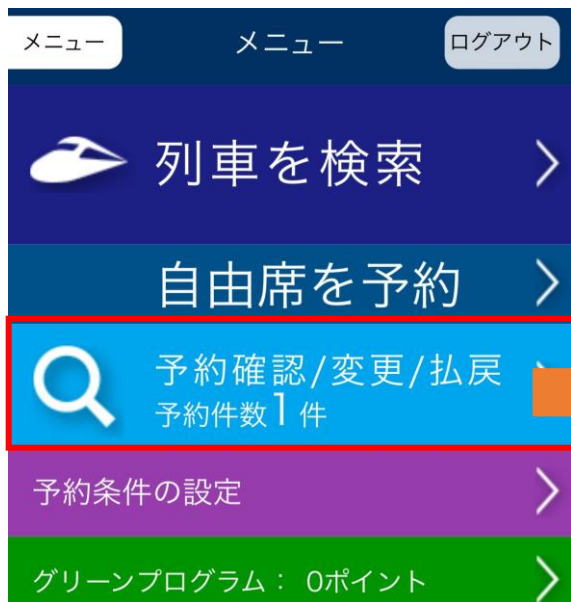 メニュー メニュー ログアウト
列車を検索
自由席を予約
予約確認/変更/払戻
予約件数1件
予約条件の設定
グリーンプログラム： 0ポイント